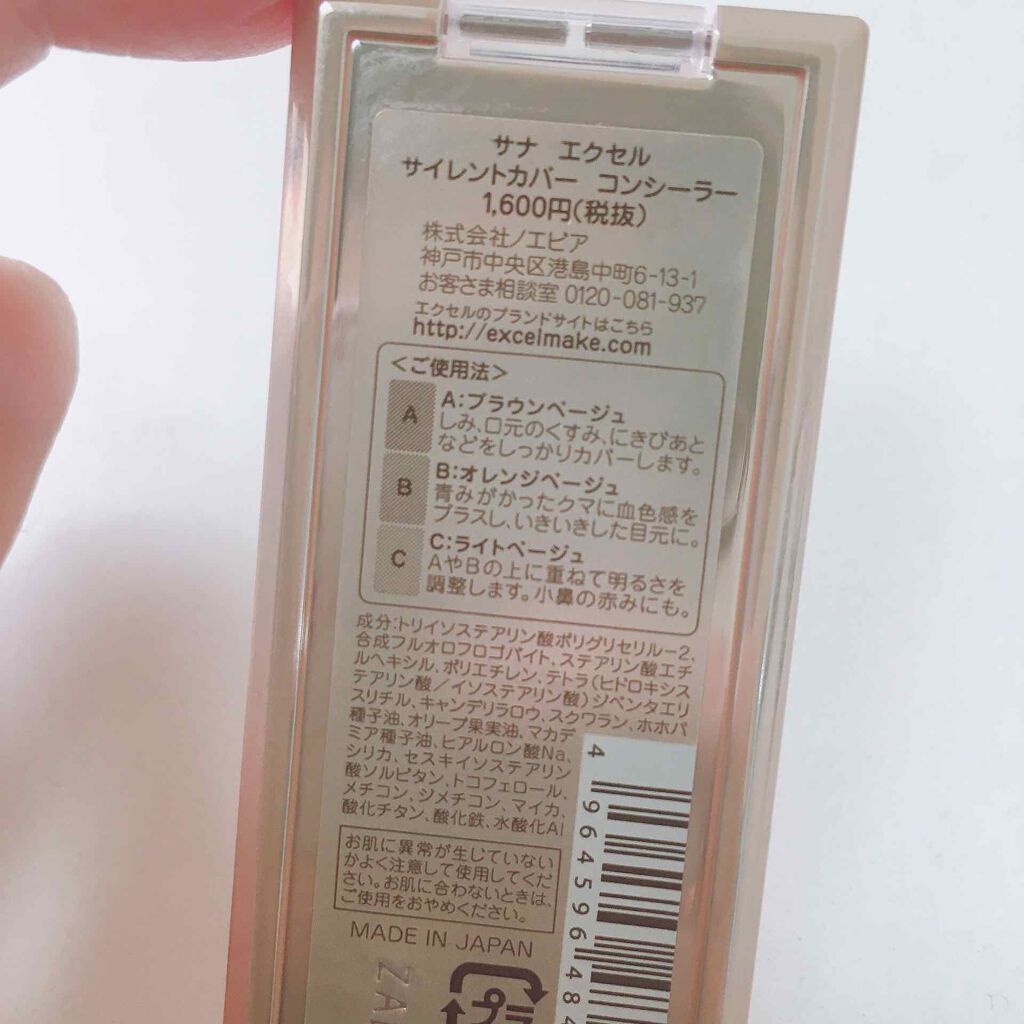 サナ エクセル
サイレントカバー コンシーラー
1,600円(税抜)
株式会社ノエビア
神戸市中央区港島中町6-13-1
お客さま相談室 0120-081-937
エクセルのブランドサイトはこちら
http://excelmake.com
＜ご使用法＞
A
A:ブラウンベージュ
しみ、口元のくすみ、にきびあと
などをしっかりカバーします。
B
B:オレンジベージュ
青みがかったクマに血色感を
プラスし、いきいきした目元に。
C
C:ライトベージュ
AやBの上に重ねて明るさを
調整します。小鼻の赤みにも。
成分:トリイソステアリン酸ポリグリセリル-2、
合成フルオロフロゴパイト、ステアリン酸エチ
ルヘキシル、ポリエチレン、テトラ(ヒドロキシス
テアリン酸／イソステアリン酸)ジペンタエリ
スリチル、キャンデリラロウ、スクワラン、ホホバ
種子油、オリーブ果実油、マカデ
ミア種子油、ヒアルロン酸Na、
シリカ、セスキイソステアリン
酸ソルビタン、トコフェロール、
メチコン、ジメチコン、マイカ、
酸化チタン、酸化鉄、水酸化Al
お肌に異常が生じていない
かよく注意して使用してくだ
さい。お肌に合わないときは、
ご使用をおやめください。
MADE IN JAPAN
プラ
4 964596 484